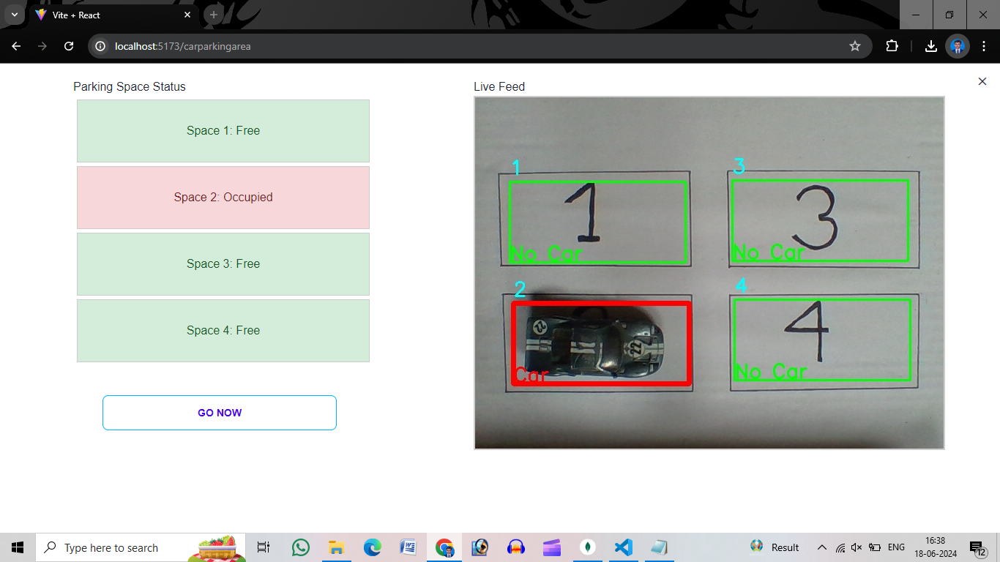 Vite + React
localhost:5173/carparkingarea
Parking Space Status
Space 1: Free
Space 2: Occupied
Space 3: Free
Space 4: Free
GO NOW
Live Feed
1
1
No Car
3
3
No Car
2
22
22
Car
4
4
No Car
Type here to search
Result
ENG
16:38
18-06-2024
12